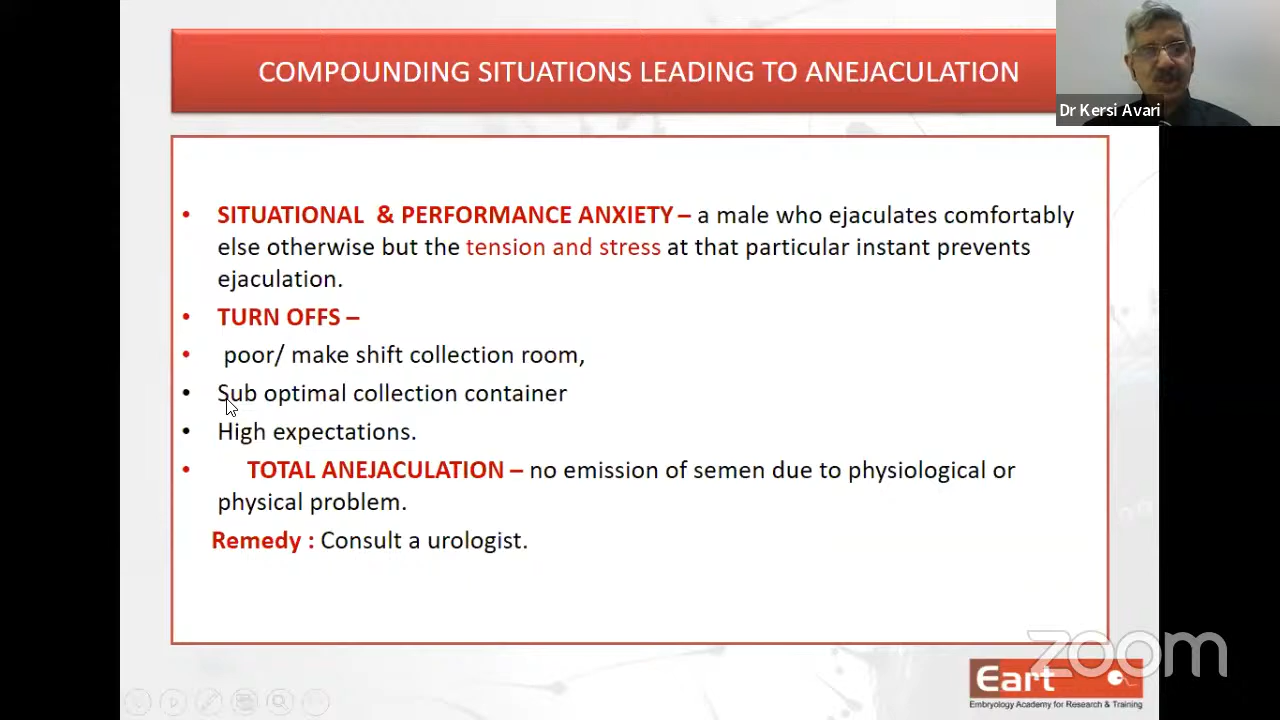 COMPOUNDING SITUATIONS LEADING TO ANEJACULATION
Dr Kersi Avari
• SITUATIONAL & PERFORMANCE ANXIETY – a male who ejaculates comfortably
else otherwise but the tension and stress at that particular instant prevents
ejaculation.
• TURN OFFS –
• poor/ make shift collection room,
• Sub optimal collection container
• High expectations.
• TOTAL ANEJACULATION – no emission of semen due to physiological or
physical problem.
Remedy : Consult a urologist.
zoom
Eart
Embryology Academy for Research & Training